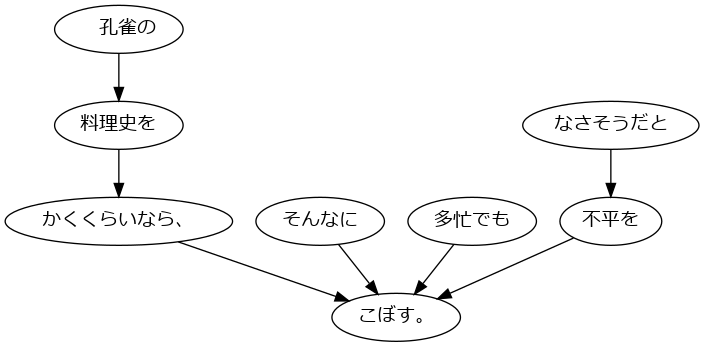 孔雀の
料理史を
なさそうだと
かくくらいなら、
そんなに
多忙でも
不平を
こぼす。